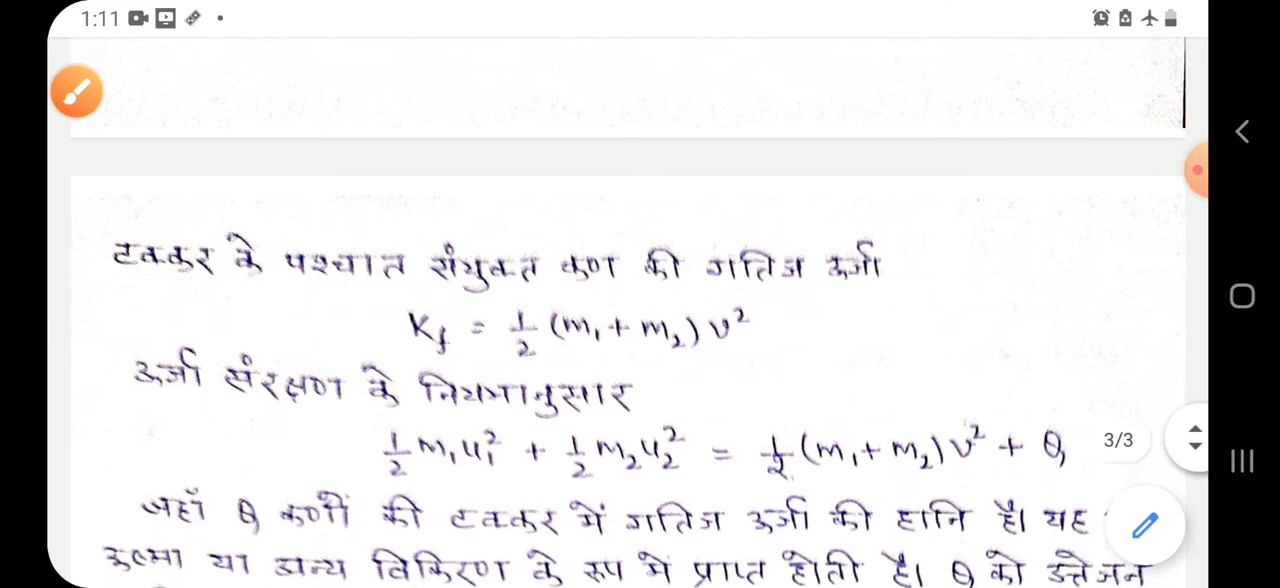 1:11
टक्कर के पश्चात संयुक्त कण की गतिज ऊर्जा
K_f = 1/2 (m₁ + m₂) v²
ऊर्जा संरक्षण के नियमानुसार
1/2 m₁u₁² + 1/2 m₂u₂² = 1/2 (m₁ + m₂) v² + Q
3/3
जहाँ Q कणों की टक्कर में गतिज ऊर्जा की हानि है। यह
ऊष्मा या अन्य विकिरण के रूप मे प्राप्त होती है। Q को उत्तेजन